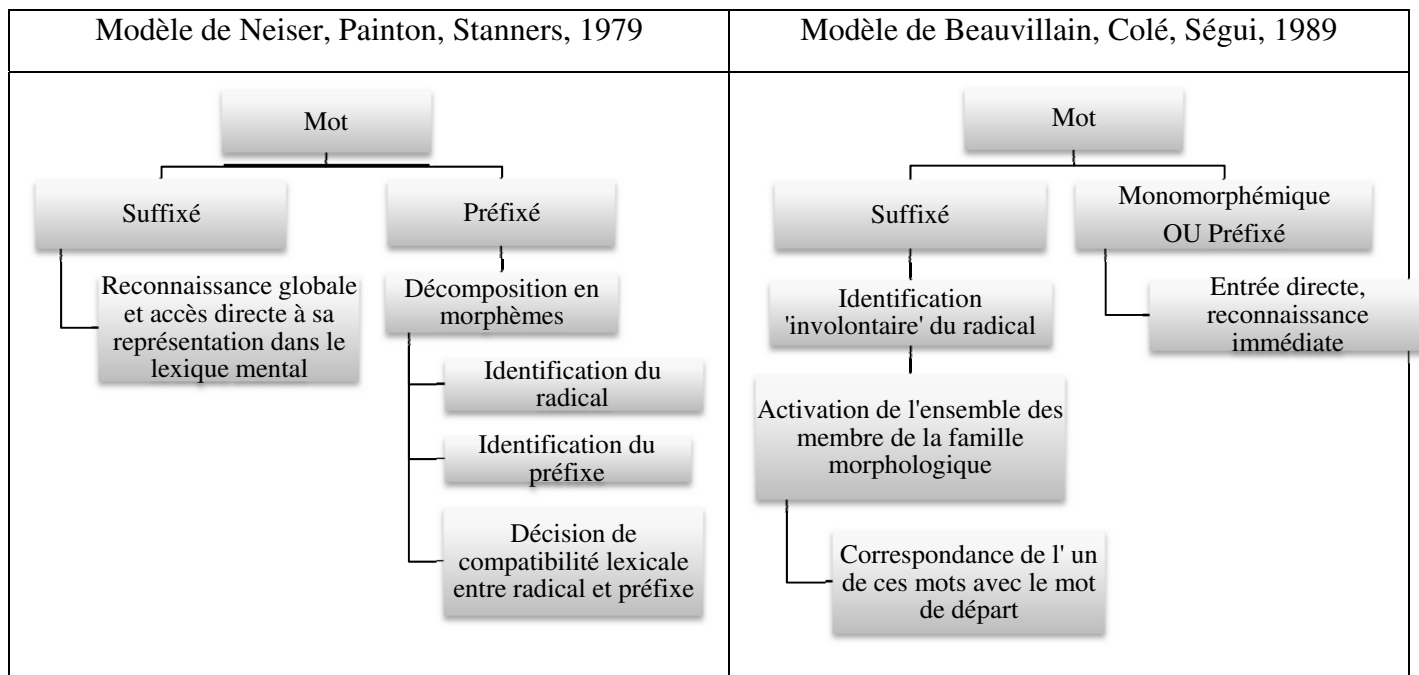 Modèle de Neiser, Painton, Stanners, 1979
Mot
Suffixé
Préfixé
Reconnaissance globale
et accès directe à sa
représentation dans le
lexique mental
Décomposition en
morphèmes
Identification du
radical
Identification du
préfixe
Décision de
compatibilité lexicale
entre radical et préfixe
Modèle de Beauvillain, Colé, Ségui, 1989
Mot
Suffixé
Monomorphémique
OU Préfixé
Identification
'involontaire' du radical
Entrée directe,
reconnaissance
immédiate
Activation de l'ensemble des
membre de la famille
morphologique
Correspondance de l' un
de ces mots avec le mot
de départ